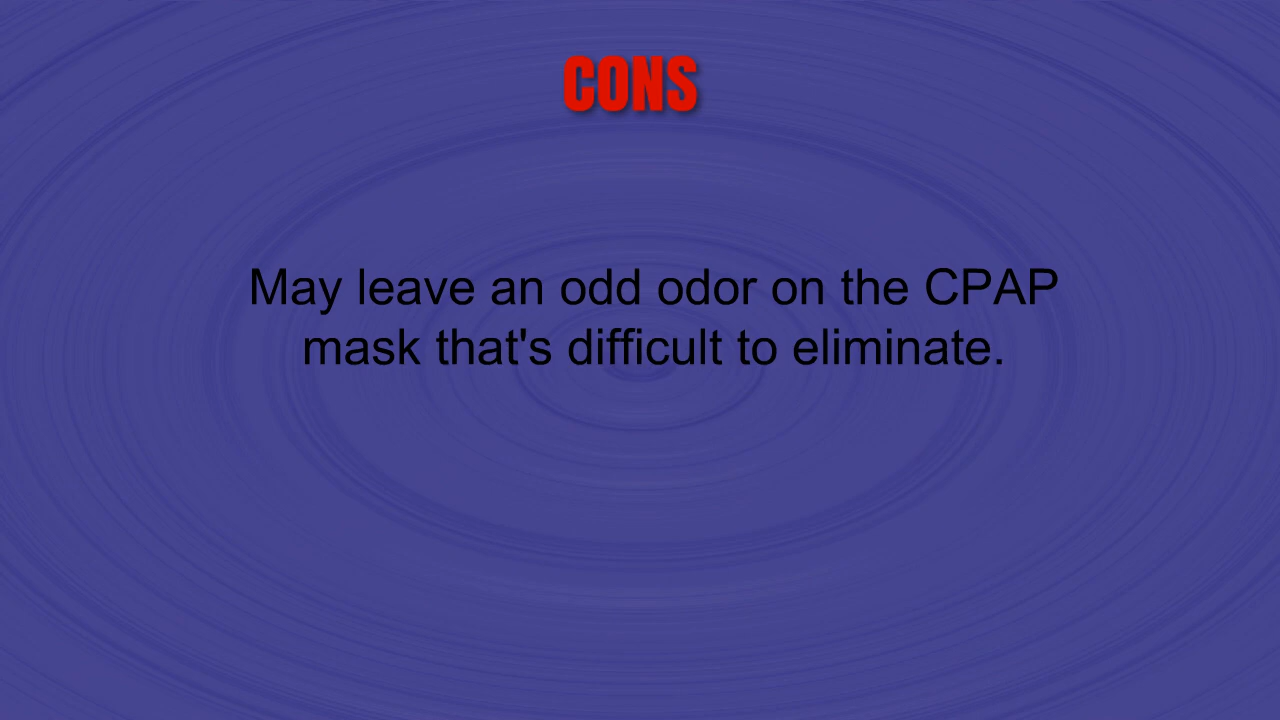 CONS
May leave an odd odor on the CPAP
mask that's difficult to eliminate.